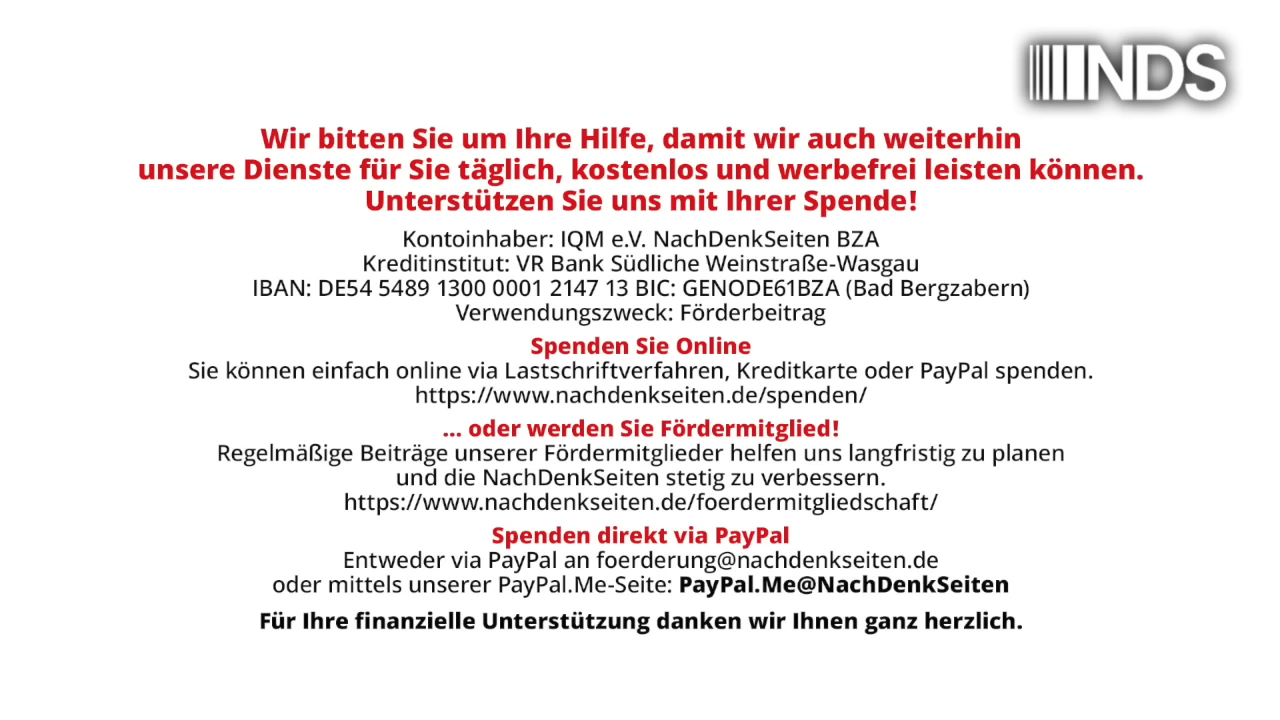 NDS
Wir bitten Sie um Ihre Hilfe, damit wir auch weiterhin
unsere Dienste für Sie täglich, kostenlos und werbefrei leisten können.
Unterstützen Sie uns mit Ihrer Spende!
Kontoinhaber: IQM e.V. NachDenkSeiten BZA
Kreditinstitut: VR Bank Südliche Weinstraße-Wasgau
IBAN: DE54 5489 1300 0001 2147 13 BIC: GENODE61BZA (Bad Bergzabern)
Verwendungszweck: Förderbeitrag
Spenden Sie Online
Sie können einfach online via Lastschriftverfahren, Kreditkarte oder PayPal spenden.
https://www.nachdenkseiten.de/spenden/
... oder werden Sie Fördermitglied!
Regelmäßige Beiträge unserer Fördermitglieder helfen uns langfristig zu planen
und die NachDenkSeiten stetig zu verbessern.
https://www.nachdenkseiten.de/foerdermitgliedschaft/
Spenden direkt via PayPal
Entweder via PayPal an foerderung@nachdenkseiten.de
oder mittels unserer PayPal.Me-Seite: PayPal.Me@NachDenkSeiten
Für Ihre finanzielle Unterstützung danken wir Ihnen ganz herzlich.